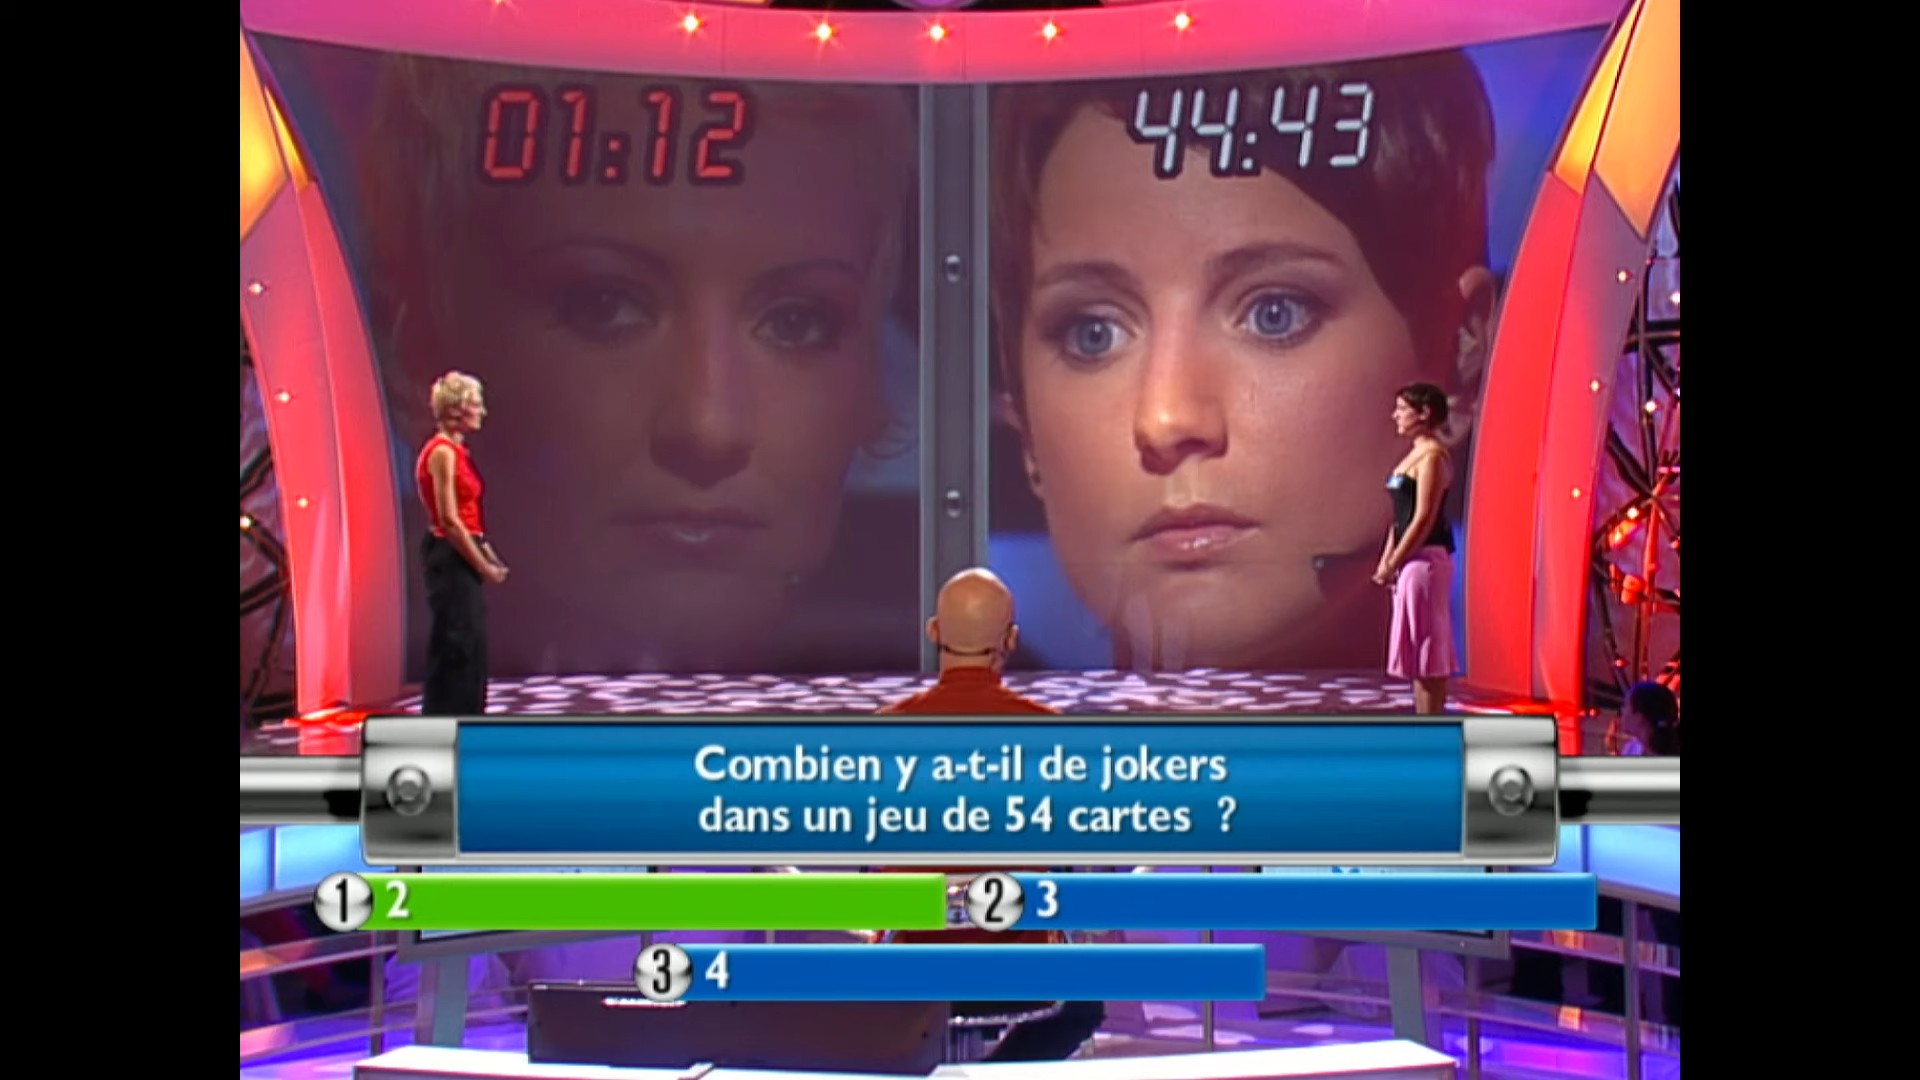 01:12
44:43
Combien y a-t-il de jokers
dans un jeu de 54 cartes ?
1 2
2 3
3 4